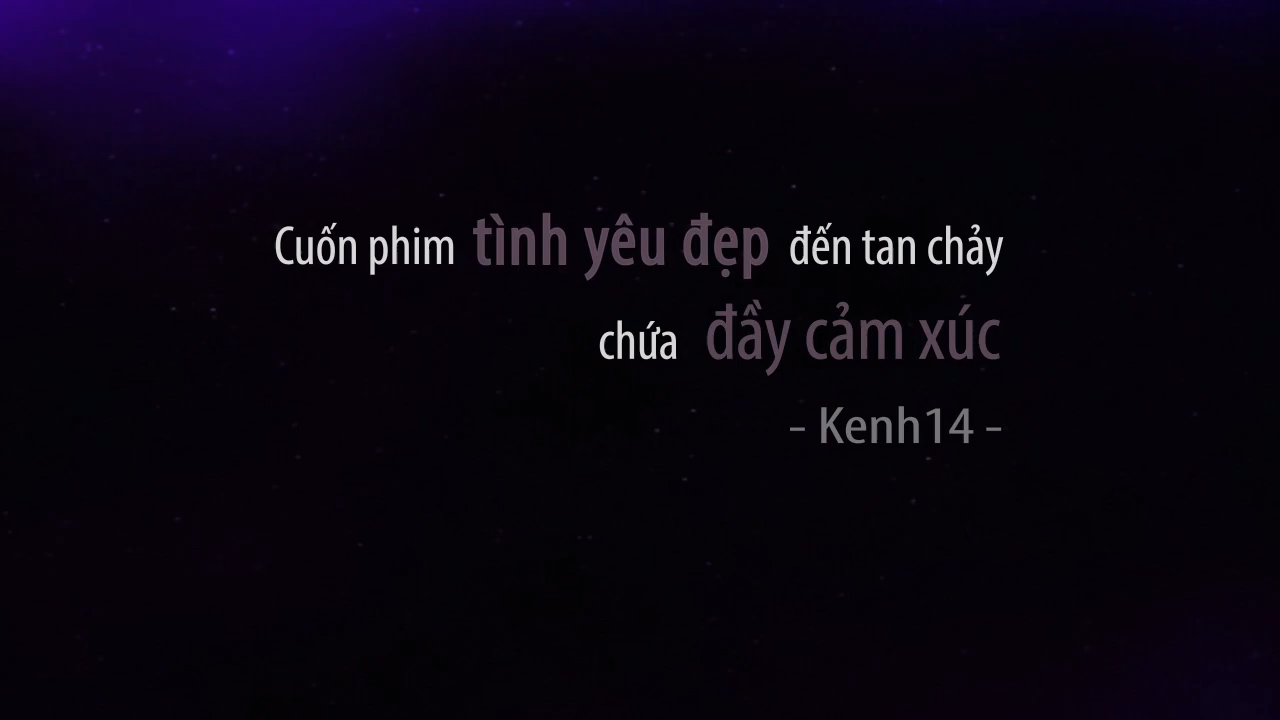 Cuốn phim tình yêu đẹp đến tan chảy
chứa đầy cảm xúc
- Kenh14 -